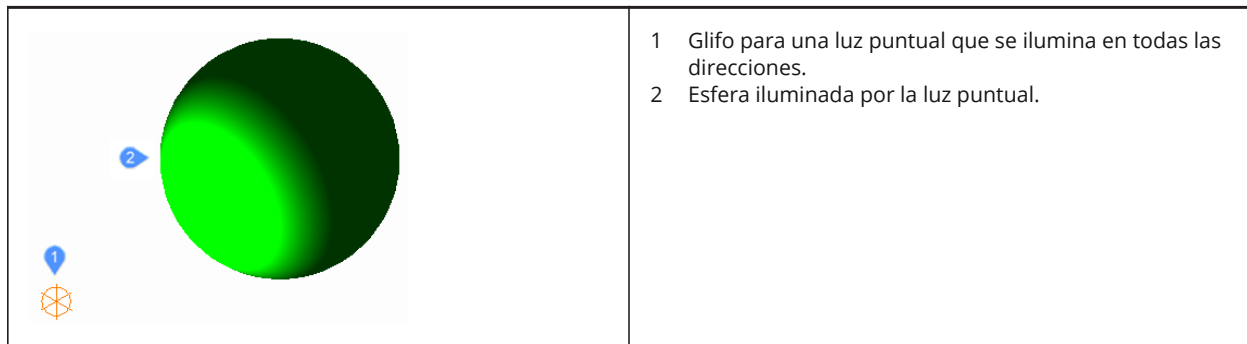 2
1
1 Glifo para una luz puntual que se ilumina en todas las
direcciones.
2 Esfera iluminada por la luz puntual.